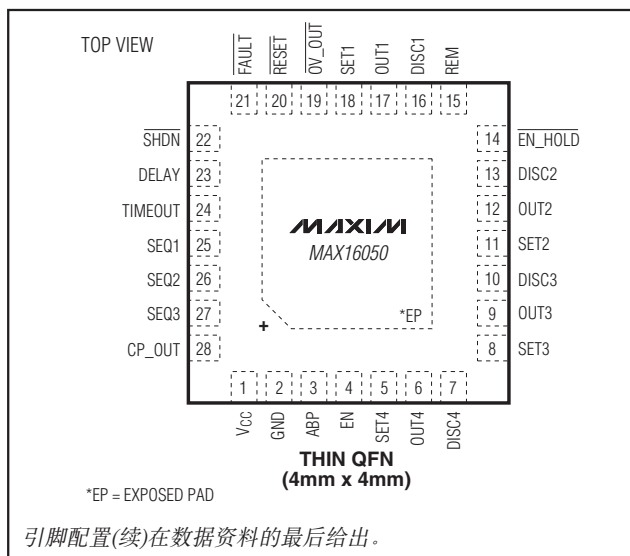 TOP VIEW
FAULT
RESET
OV_OUT
SET1
OUT1
DISC1
REM
21 20 19 18 17 16 15
SHDN 22
DELAY 23
TIMEOUT 24
SEQ1 25
SEQ2 26
SEQ3 27
CP_OUT 28
14 EN_HOLD
13 DISC2
12 OUT2
11 SET2
10 DISC3
9 OUT3
8 SET3
MAXIM
MAX16050
*EP
+
1 2 3 4 5 6 7
VCC
GND
ABP
EN
SET4
OUT4
DISC4
THIN QFN
(4mm x 4mm)
*EP = EXPOSED PAD
引脚配置(续)在数据资料的最后给出。